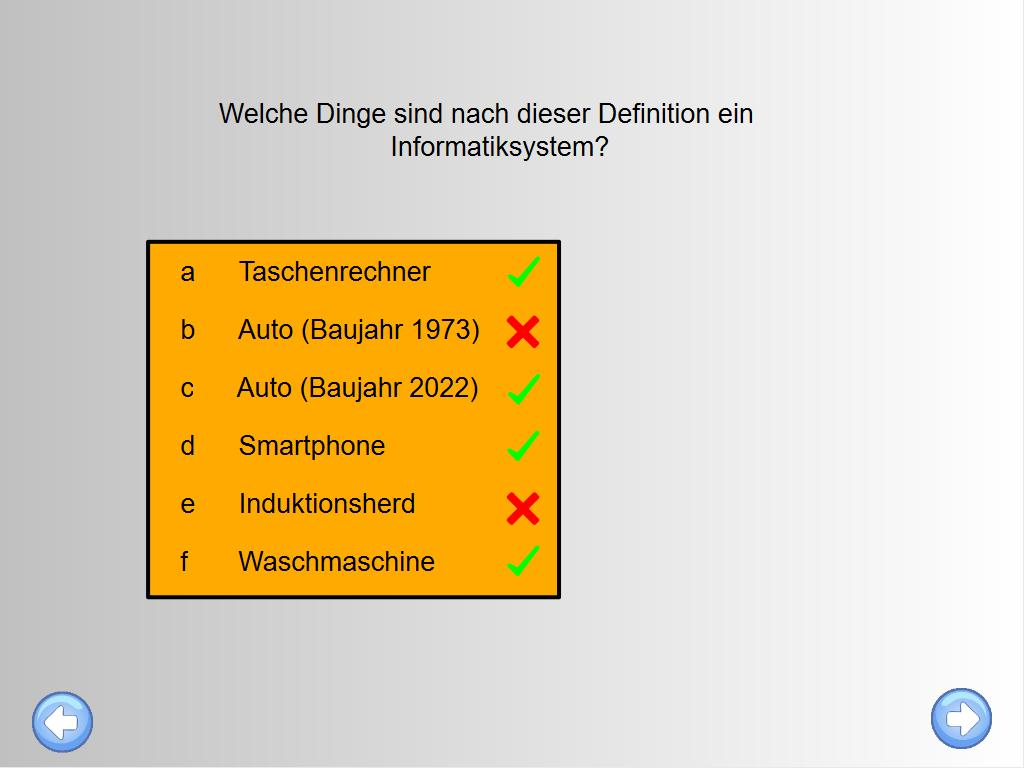 Welche Dinge sind nach dieser Definition ein
Informatiksystem?
a Taschenrechner
b Auto (Baujahr 1973)
c Auto (Baujahr 2022)
d Smartphone
e Induktionsherd
f Waschmaschine